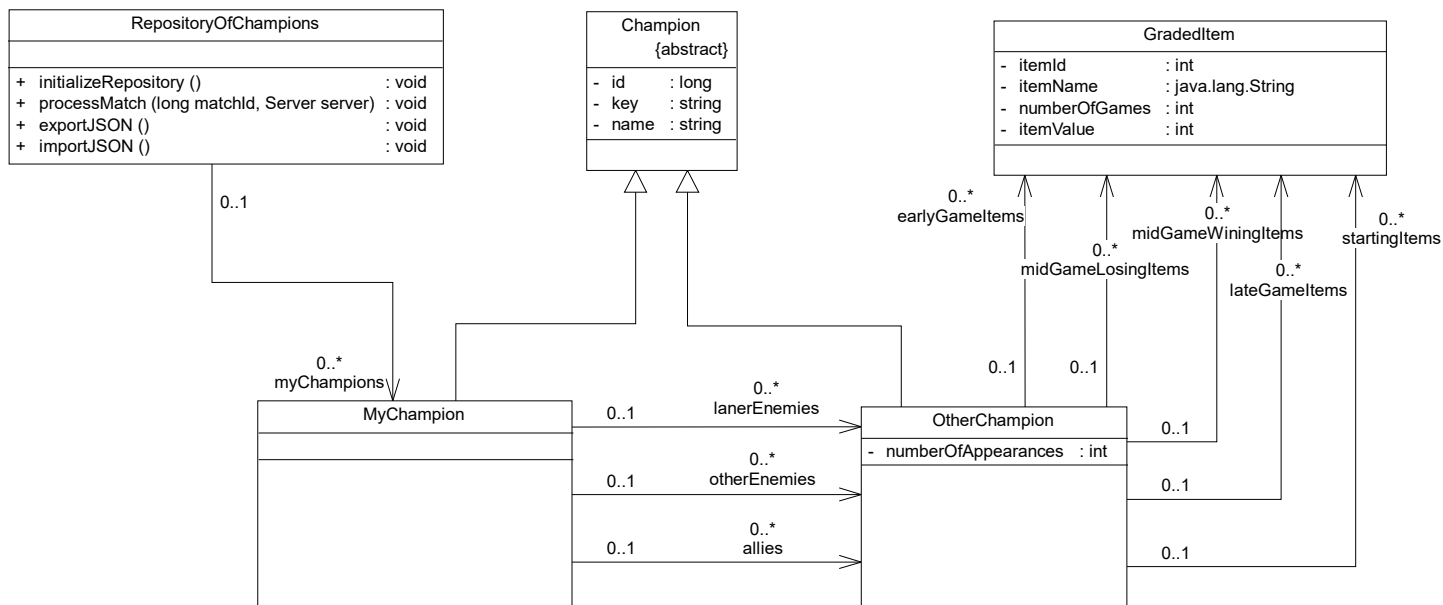 RepositoryOfChampions
+ initializeRepository () : void
+ processMatch (long matchId, Server server) : void
+ exportJSON () : void
+ importJSON () : void
Champion
{abstract}
- id : long
- key : string
- name : string
GradedItem
- itemId : int
- itemName : java.lang.String
- numberOfGames : int
- itemValue : int
0..1
0..*
myChampions
0..*
earlyGameItems
0..*
midGameLosingItems
0..*
midGameWiningItems
0..*
lateGameItems
0..*
startingItems
0..1
0..1
MyChampion
0..1
0..*
lanerEnemies
0..1
0..*
otherEnemies
0..1
0..*
allies
OtherChampion
- numberOfAppearances : int
0..1
0..1
0..1